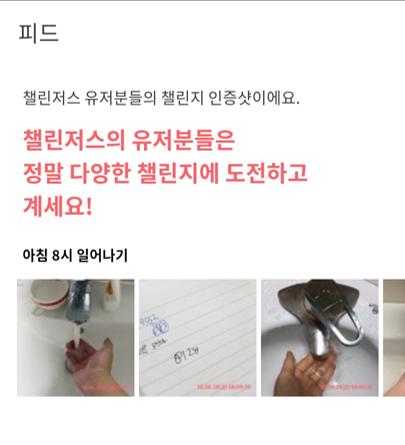 피드
챌린저스 유저분들의 챌린지 인증샷이에요.
챌린저스의 유저분들은
정말 다양한 챌린지에 도전하고
계세요!
아침 8시 일어나기